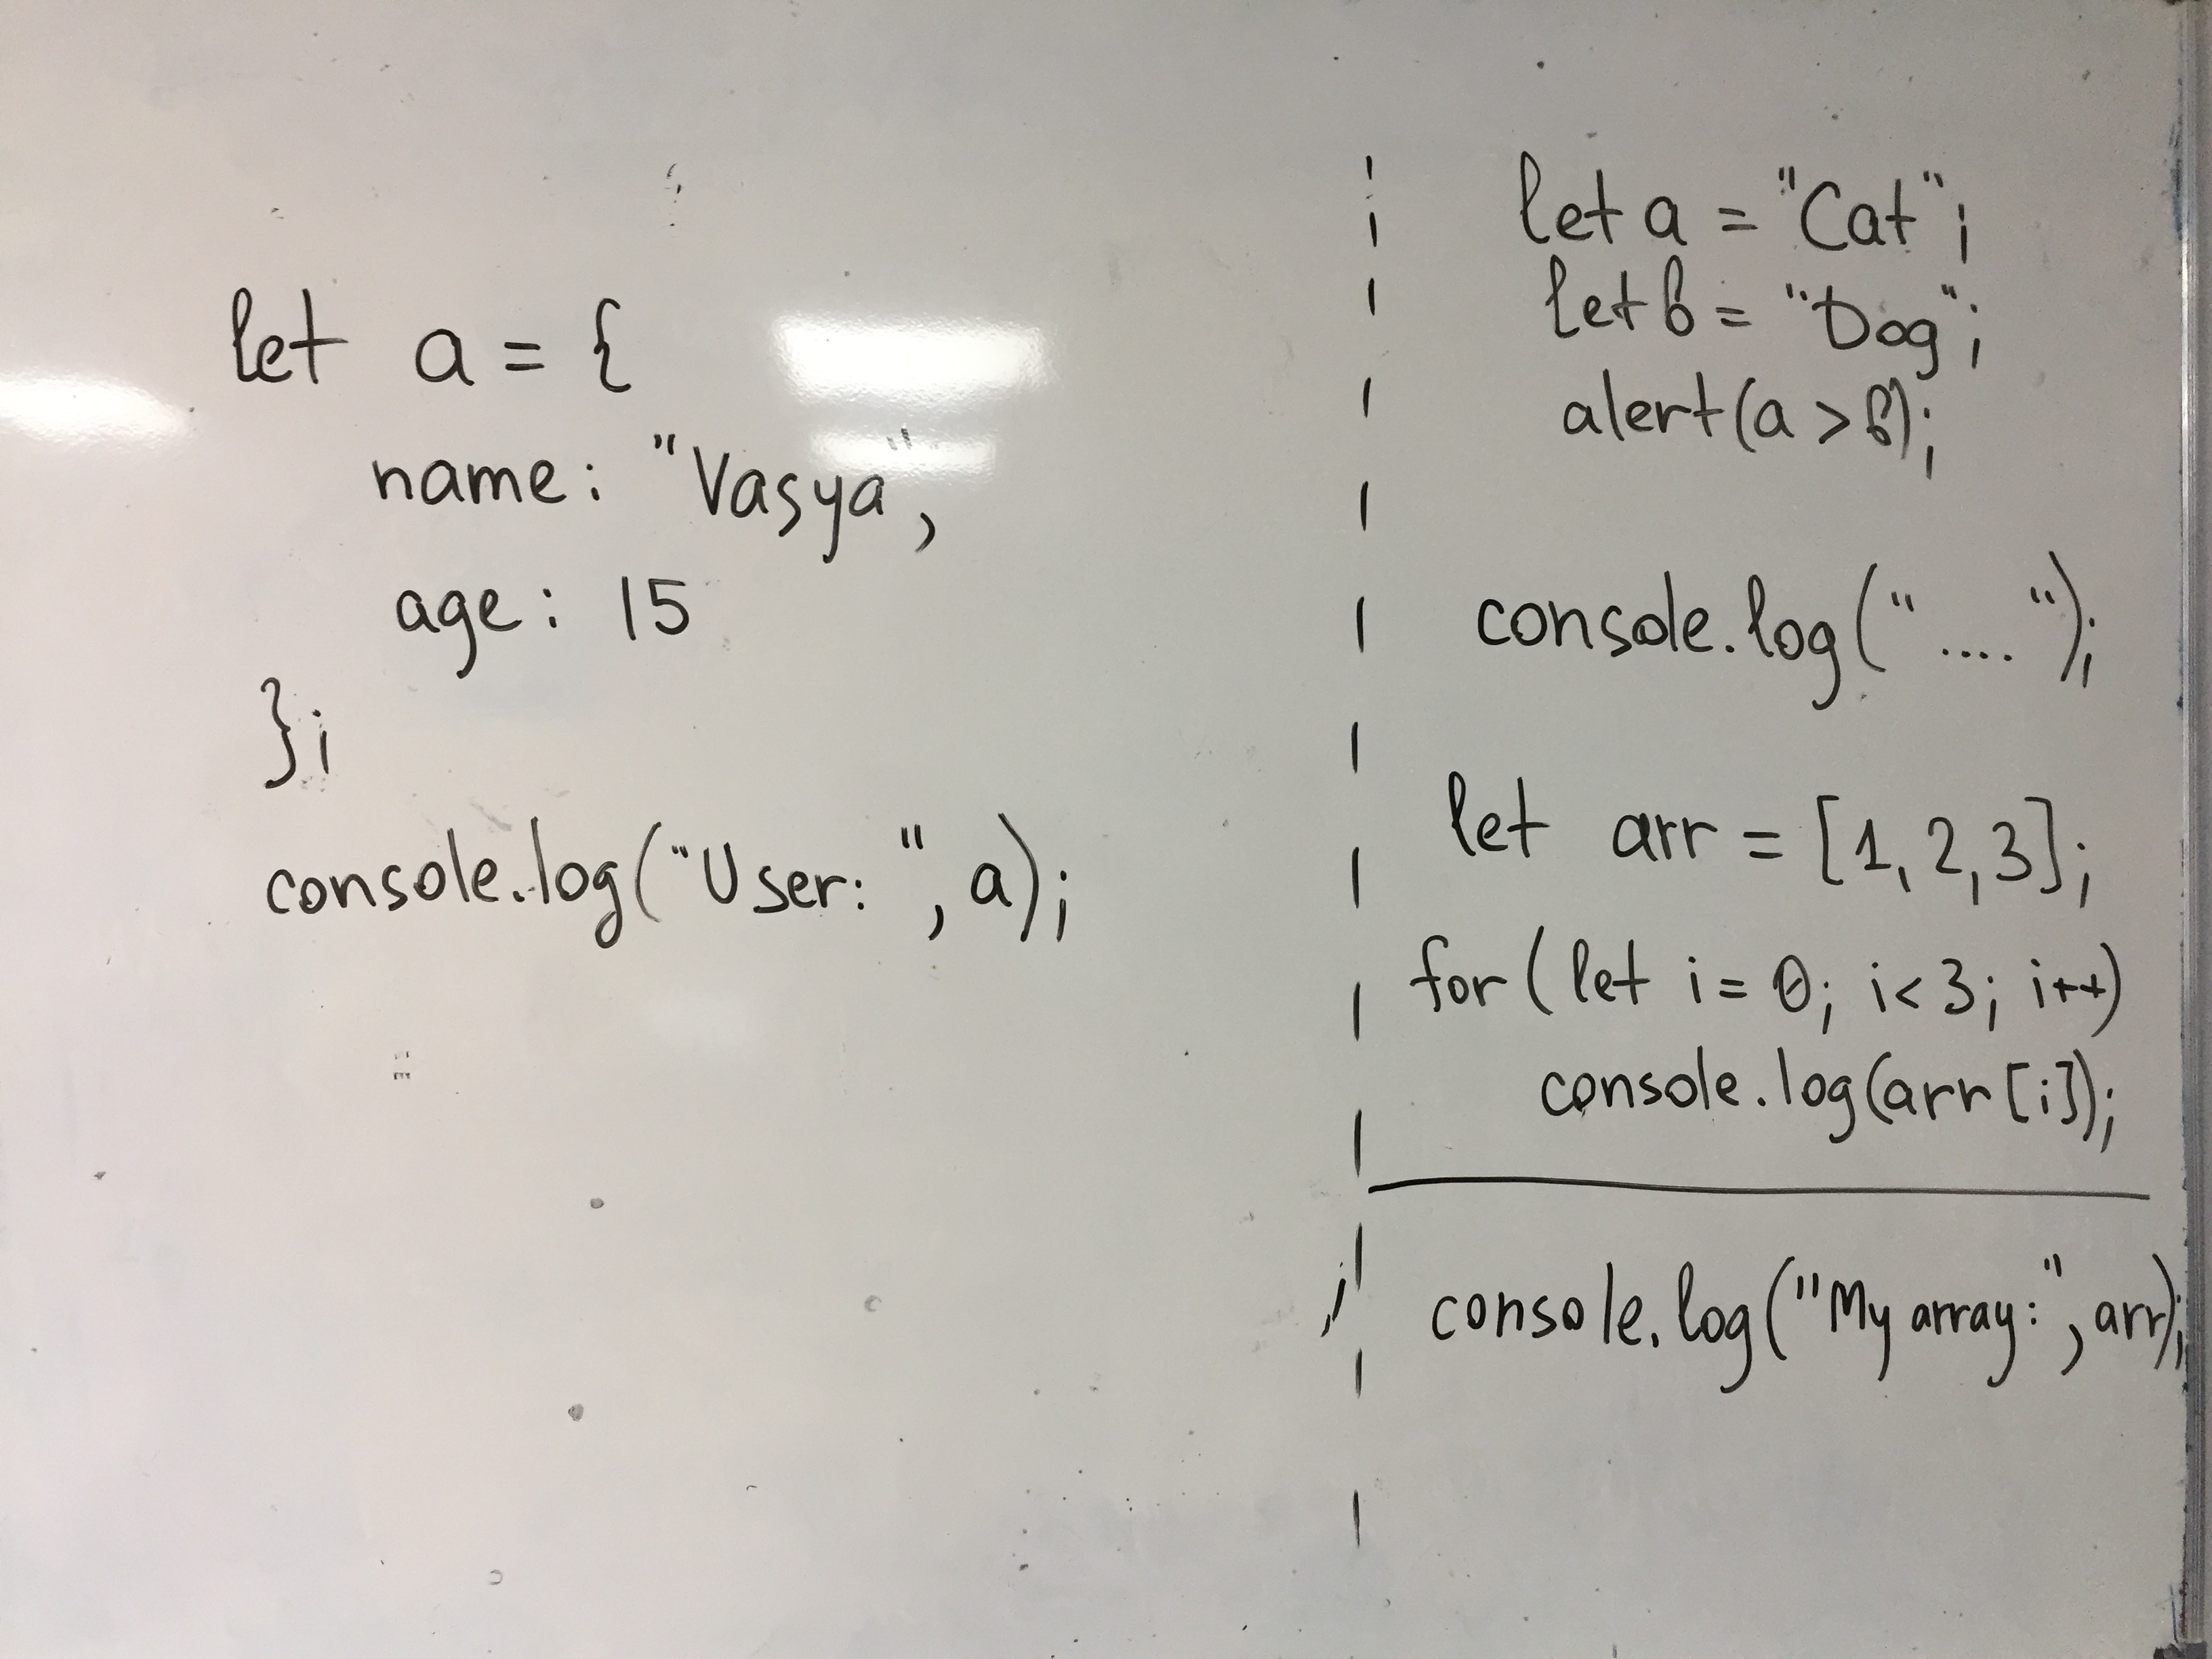 let a = {
name: "Vasya",
age: 15
};
console.log("User: ", a);
let a = "Cat";
let b = "Dog";
alert(a > b);
console.log("....");
let arr = [1, 2, 3];
for ( let i = 0; i < 3; i++)
console.log(arr[i]);
console.log("My array:", arr);